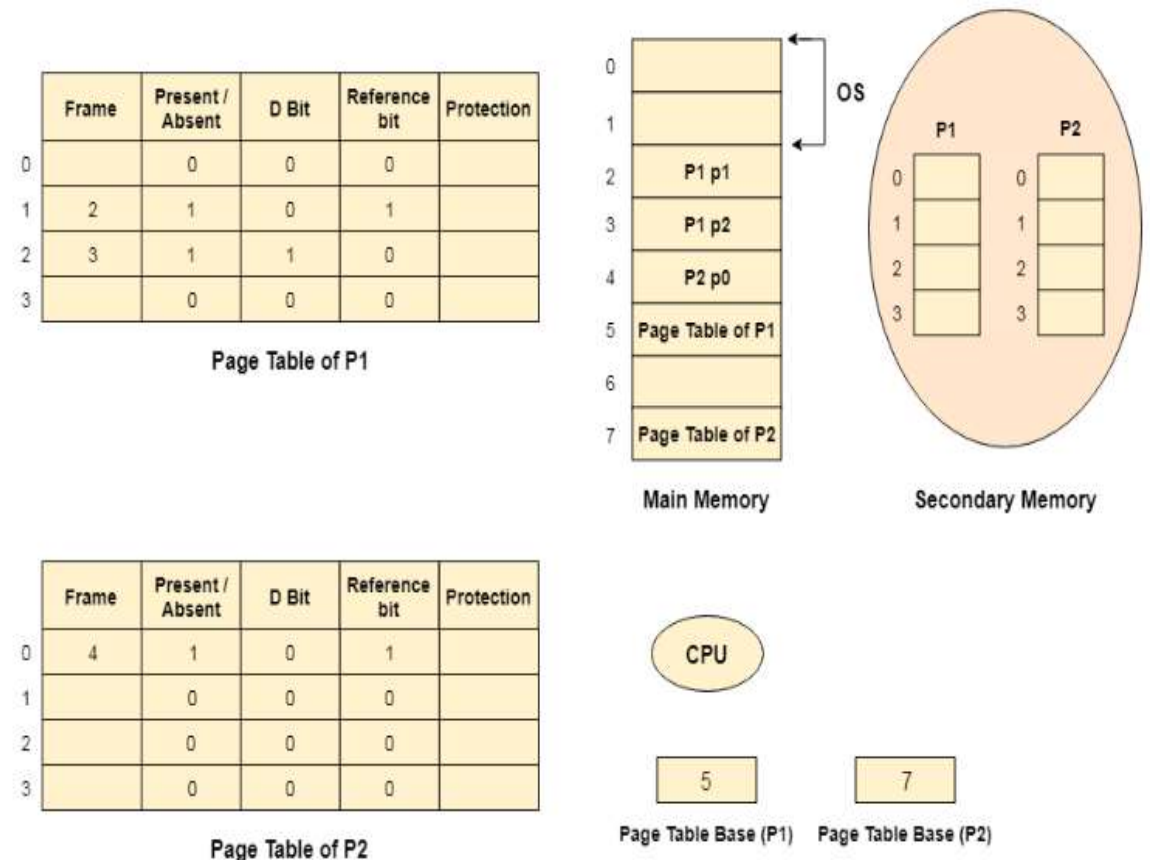 Frame Present / Absent D Bit Reference bit Protection
0 0 0 0
1 2 1 0 1
2 3 1 1 0
3 0 0 0
Page Table of P1
0
1
OS
2 P1 p1
3 P1 p2
4 P2 p0
5 Page Table of P1
6
7 Page Table of P2
Main Memory
P1 P2
0 0
1 1
2 2
3 3
Secondary Memory
Frame Present / Absent D Bit Reference bit Protection
0 4 1 0 1
1 0 0 0
2 0 0 0
3 0 0 0
Page Table of P2
CPU
5 7
Page Table Base (P1) Page Table Base (P2)